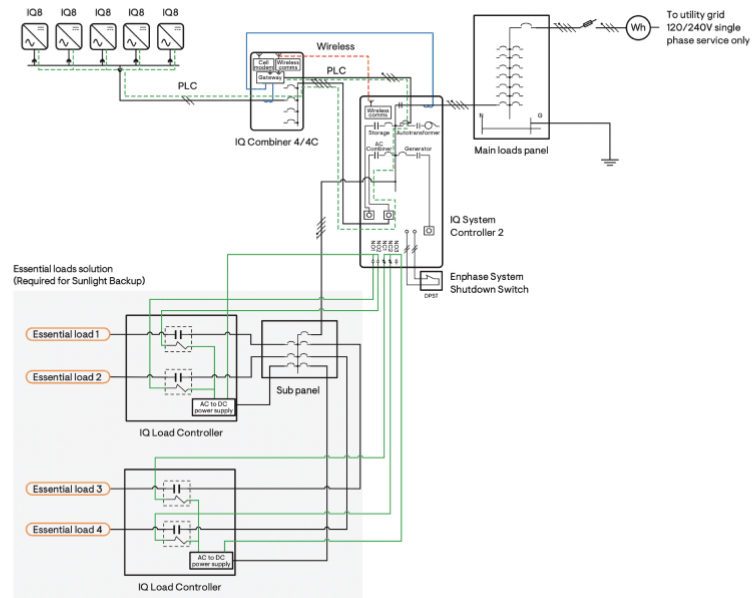 IQ8 IQ8 IQ8 IQ8 IQ8
To utility grid
120/240V single
phase service only
Wh
Wireless
Cell
modem
Wireless
comms
Gateway
PLC
PLC
IQ Combiner 4/4C
Wireless
comms
Storage
Autotransformer
AC
Combiner
Generator
N
G
Main loads panel
IQ System
Controller 2
NO1
NO2
NC1
NC2
Enphase System
Shutdown Switch
DPST
Essential loads solution
(Required for Sunlight Backup)
Essential load 1
Essential load 2
AC to DC
power supply
Sub panel
IQ Load Controller
Essential load 3
Essential load 4
AC to DC
power supply
IQ Load Controller